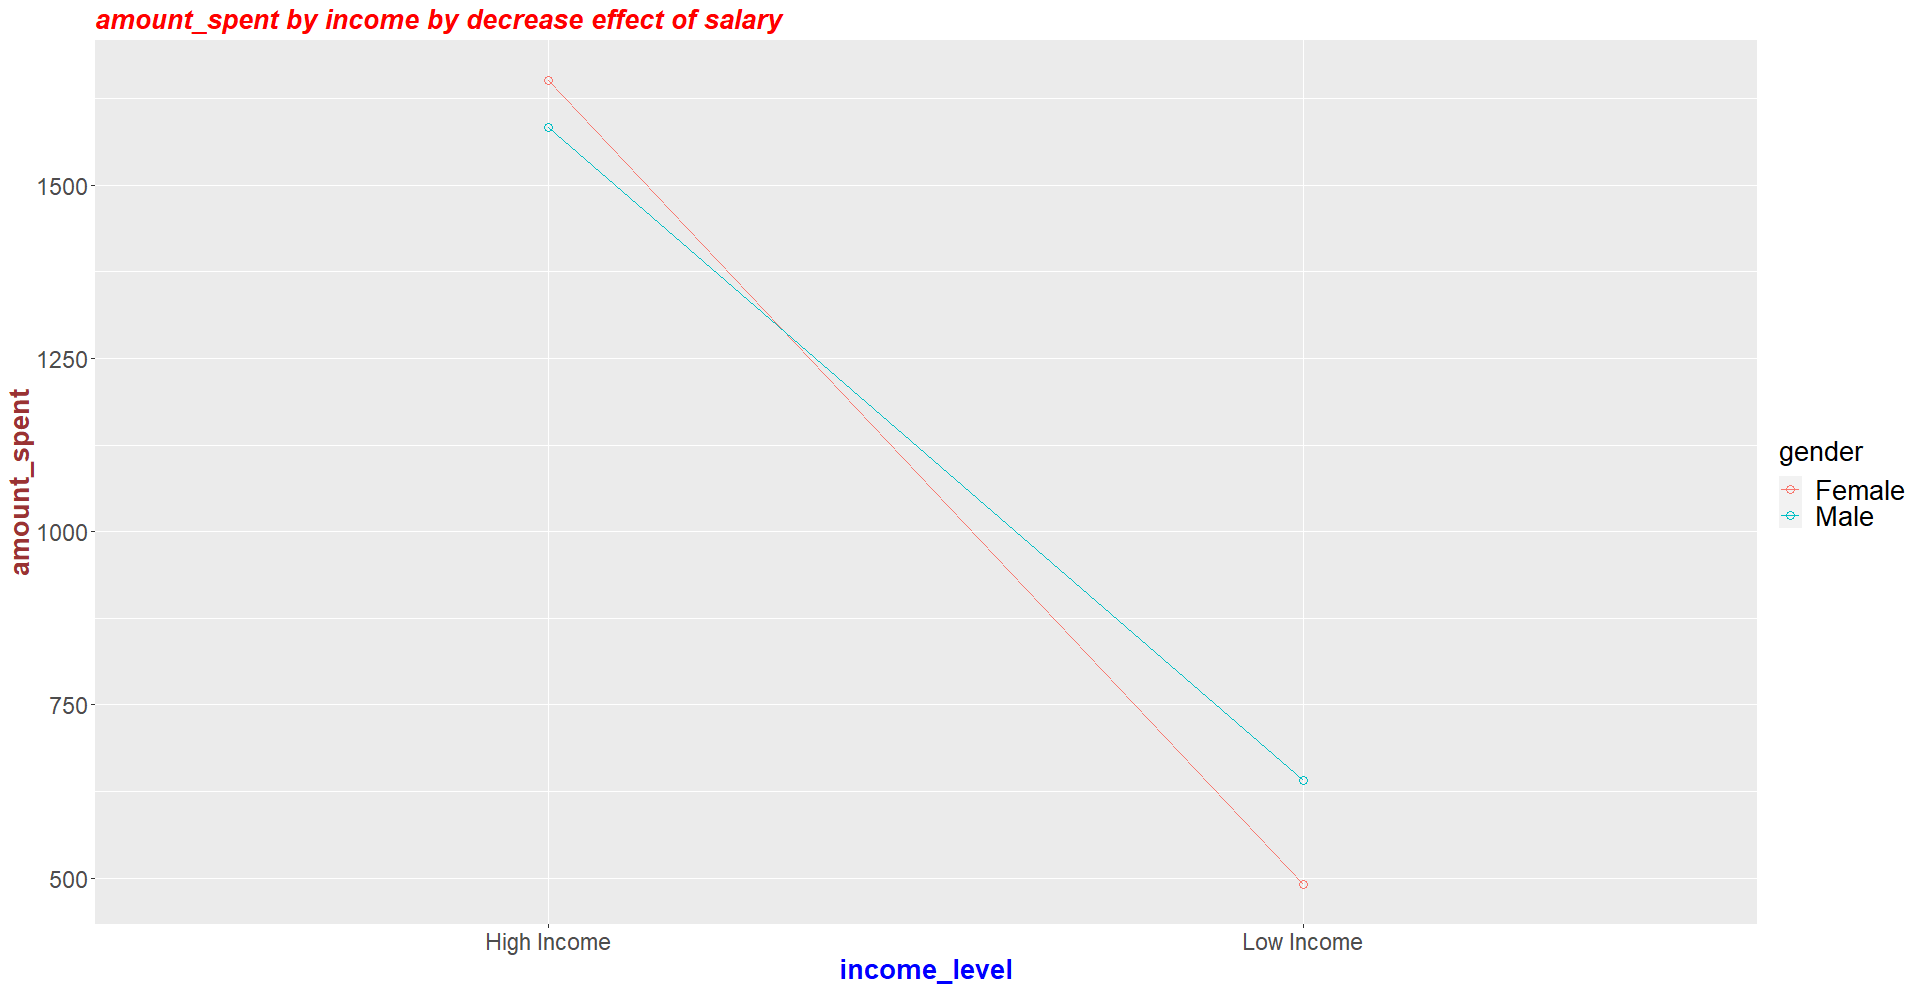 amount_spent by income by decrease effect of salary
amount_spent
1500
1250
1000
750
500
High Income
Low Income
income_level
gender
Female
Male